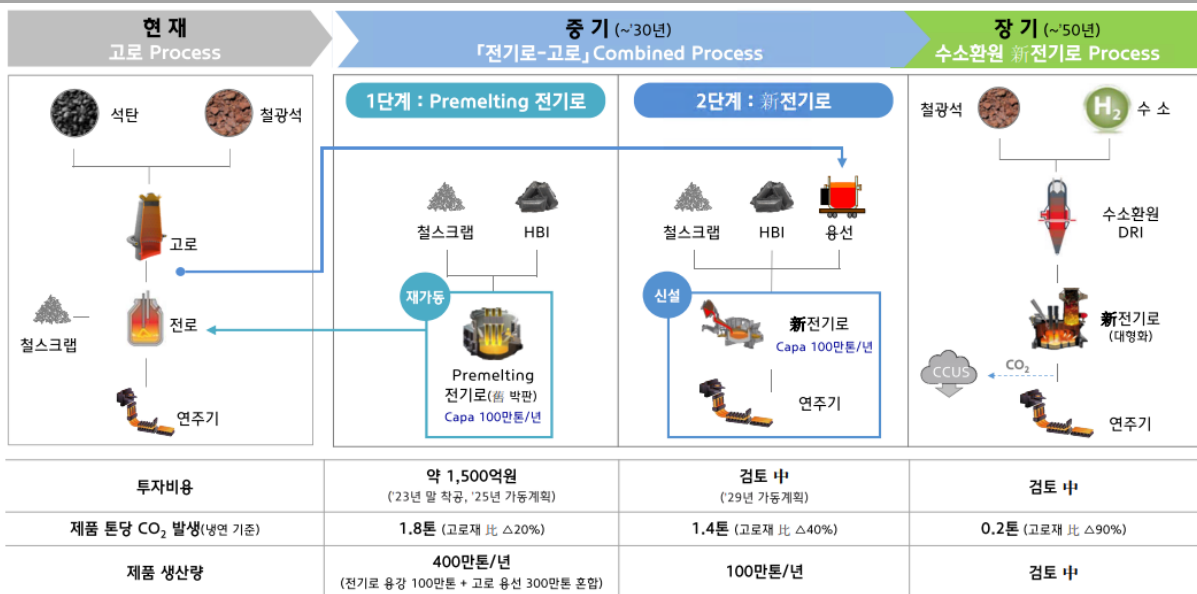 현 재
고로 Process
중 기 (~'30년)
「전기로-고로」 Combined Process
장 기 (~'50년)
수소환원 新전기로 Process
석탄
철광석
고로
철스크랩
전로
연주기
1단계 : Premelting 전기로
철스크랩
HBI
재가동
Premelting
전기로(舊 박판)
Capa 100만톤/년
2단계 : 新전기로
철스크랩
HBI
용선
신설
新전기로
Capa 100만톤/년
연주기
철광석
H2
수 소
수소환원
DRI
新전기로
(대형화)
CCUS
CO2
연주기
투자비용
약 1,500억원
('23년 말 착공, '25년 가동계획)
검토 中
('29년 가동계획)
검토 中
제품 톤당 CO2 발생(냉연 기준)
1.8톤 (고로재 比 △20%)
1.4톤 (고로재 比 △40%)
0.2톤 (고로재 比 △90%)
제품 생산량
400만톤/년
(전기로 용강 100만톤 + 고로 용선 300만톤 혼합)
100만톤/년
검토 中